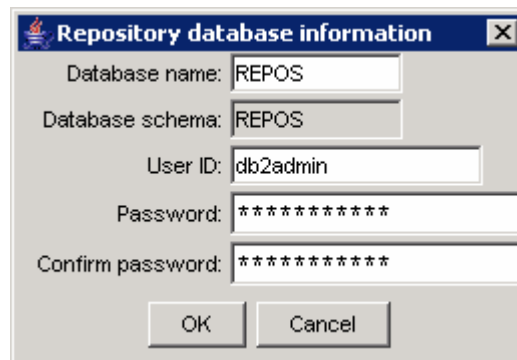 Repository database information
Database name: REPOS
Database schema: REPOS
User ID: db2admin
Password: ***********
Confirm password: ***********
OK Cancel